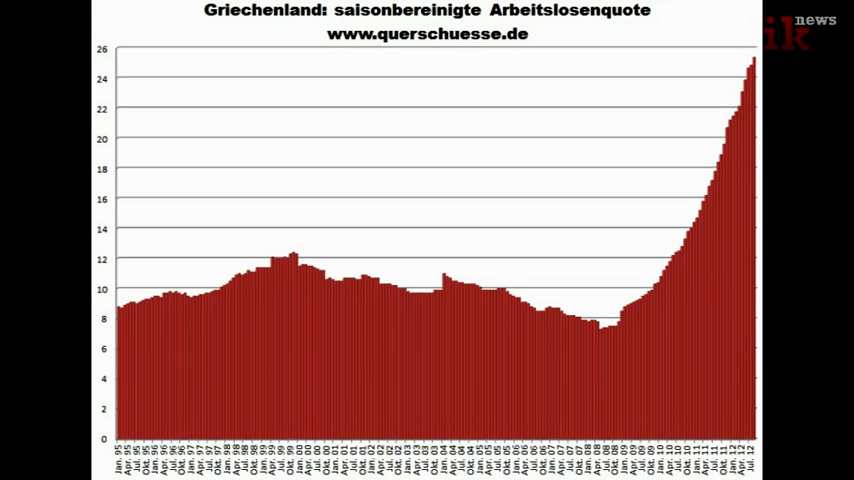 Griechenland: saisonbereinigte Arbeitslosenquote
www.querschuesse.de
ik news
26
24
22
20
18
16
14
12
10
8
6
4
2
0
Jan. 95
Apr. 95
Jul. 95
Okt. 95
Jan. 96
Apr. 96
Jul. 96
Okt. 96
Jan. 97
Apr. 97
Jul. 97
Okt. 97
Jan. 98
Apr. 98
Jul. 98
Okt. 98
Jan. 99
Apr. 99
Jul. 99
Okt. 99
Jan. 00
Apr. 00
Jul. 00
Okt. 00
Jan. 01
Apr. 01
Jul. 01
Okt. 01
Jan. 02
Apr. 02
Jul. 02
Okt. 02
Jan. 03
Apr. 03
Jul. 03
Okt. 03
Jan. 04
Apr. 04
Jul. 04
Okt. 04
Jan. 05
Apr. 05
Jul. 05
Okt. 05
Jan. 06
Apr. 06
Jul. 06
Okt. 06
Jan. 07
Apr. 07
Jul. 07
Okt. 07
Jan. 08
Apr. 08
Jul. 08
Okt. 08
Jan. 09
Apr. 09
Jul. 09
Okt. 09
Jan. 10
Apr. 10
Jul. 10
Okt. 10
Jan. 11
Apr. 11
Jul. 11
Okt. 11
Jan. 12
Apr. 12
Jul. 12